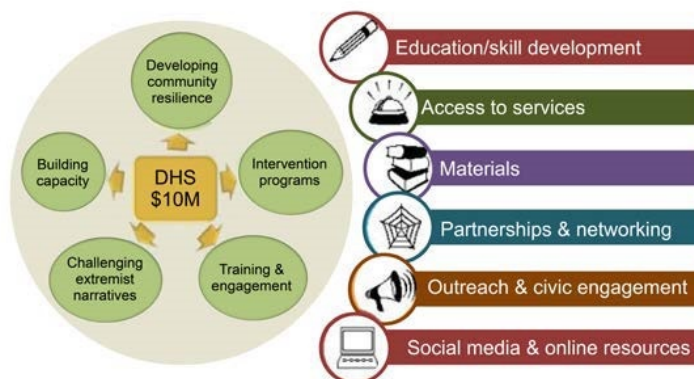 Developing
community
resilience
Building
capacity
DHS
$10M
Intervention
programs
Challenging
extremist
narratives
Training &
engagement
Education/skill development
Access to services
Materials
Partnerships & networking
Outreach & civic engagement
Social media & online resources